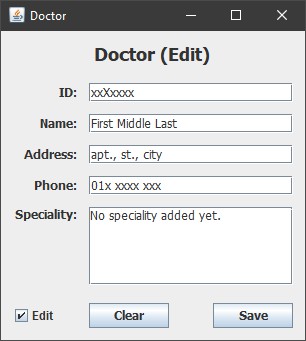 Doctor
Doctor (Edit)
ID: xxXxxxx
Name: First Middle Last
Address: apt., st., city
Phone: 01x xxxx xxx
Speciality: No speciality added yet.
Edit Clear Save